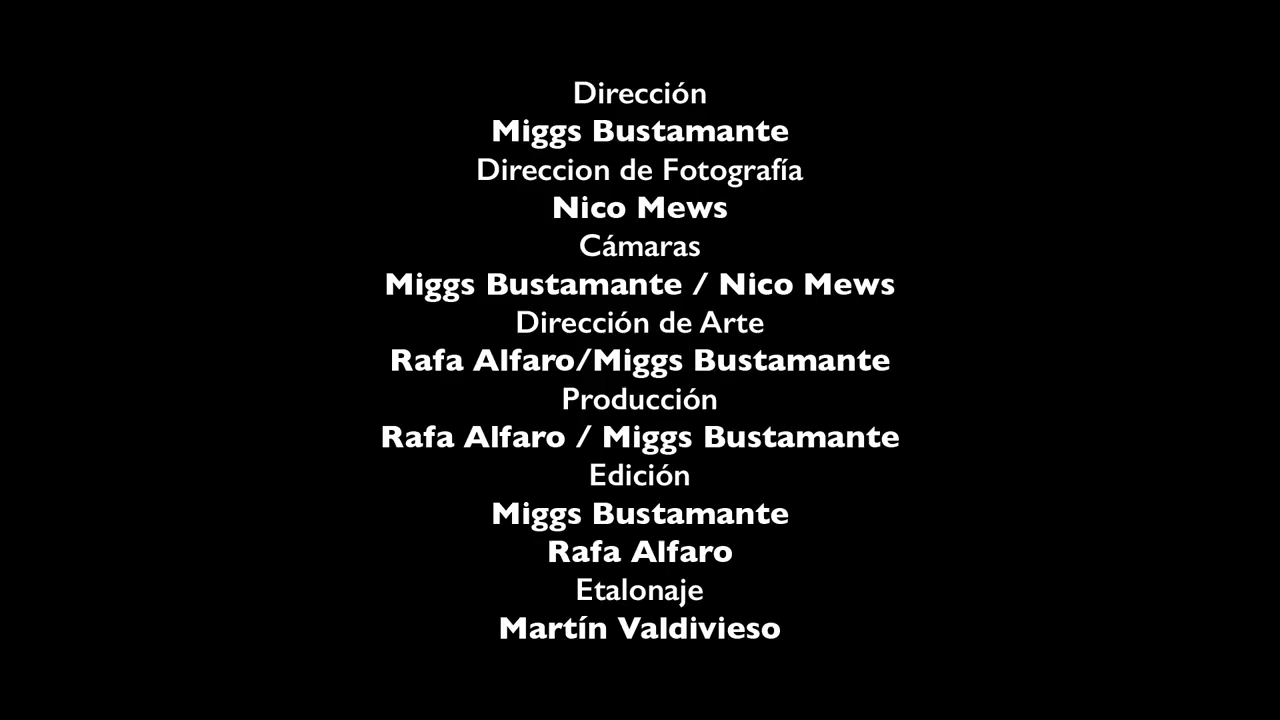 Dirección
Miggs Bustamante
Direccion de Fotografía
Nico Mews
Cámaras
Miggs Bustamante / Nico Mews
Dirección de Arte
Rafa Alfaro/Miggs Bustamante
Producción
Rafa Alfaro / Miggs Bustamante
Edición
Miggs Bustamante
Rafa Alfaro
Etalonaje
Martín Valdivieso